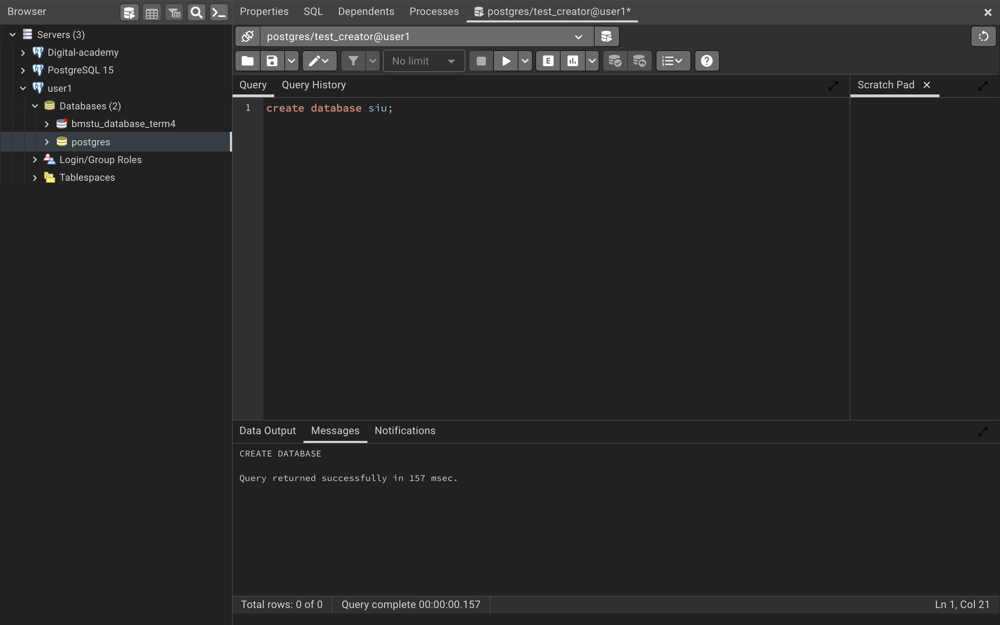 Browser
Properties SQL Dependents Processes postgres/test_creator@user1*
Servers (3)
Digital-academy
PostgreSQL 15
user1
Databases (2)
bmstu_database_term4
postgres
Login/Group Roles
Tablespaces
postgres/test_creator@user1
No limit
E
Query Query History
Scratch Pad
1 create database siu;
Data Output Messages Notifications
CREATE DATABASE
Query returned successfully in 157 msec.
Total rows: 0 of 0 Query complete 00:00:00.157 Ln 1, Col 21